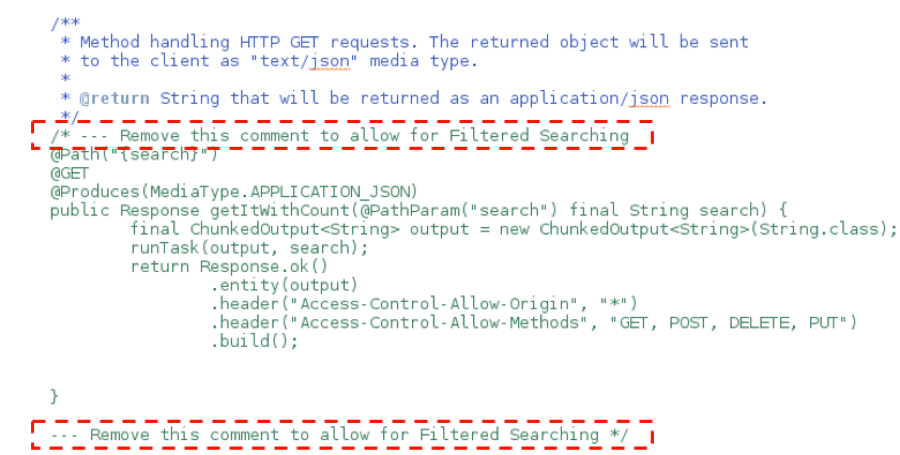 /**
 * Method handling HTTP GET requests. The returned object will be sent
 * to the client as "text/json" media type.
 *
 * @return String that will be returned as an application/json response.
 */
/* --- Remove this comment to allow for Filtered Searching
@Path("{search}")
@GET
@Produces(MediaType.APPLICATION_JSON)
public Response getItWithCount(@PathParam("search") final String search) {
        final ChunkedOutput<String> output = new ChunkedOutput<String>(String.class);
        runTask(output, search);
        return Response.ok()
                .entity(output)
                .header("Access-Control-Allow-Origin", "*")
                .header("Access-Control-Allow-Methods", "GET, POST, DELETE, PUT")
                .build();
}
--- Remove this comment to allow for Filtered Searching */